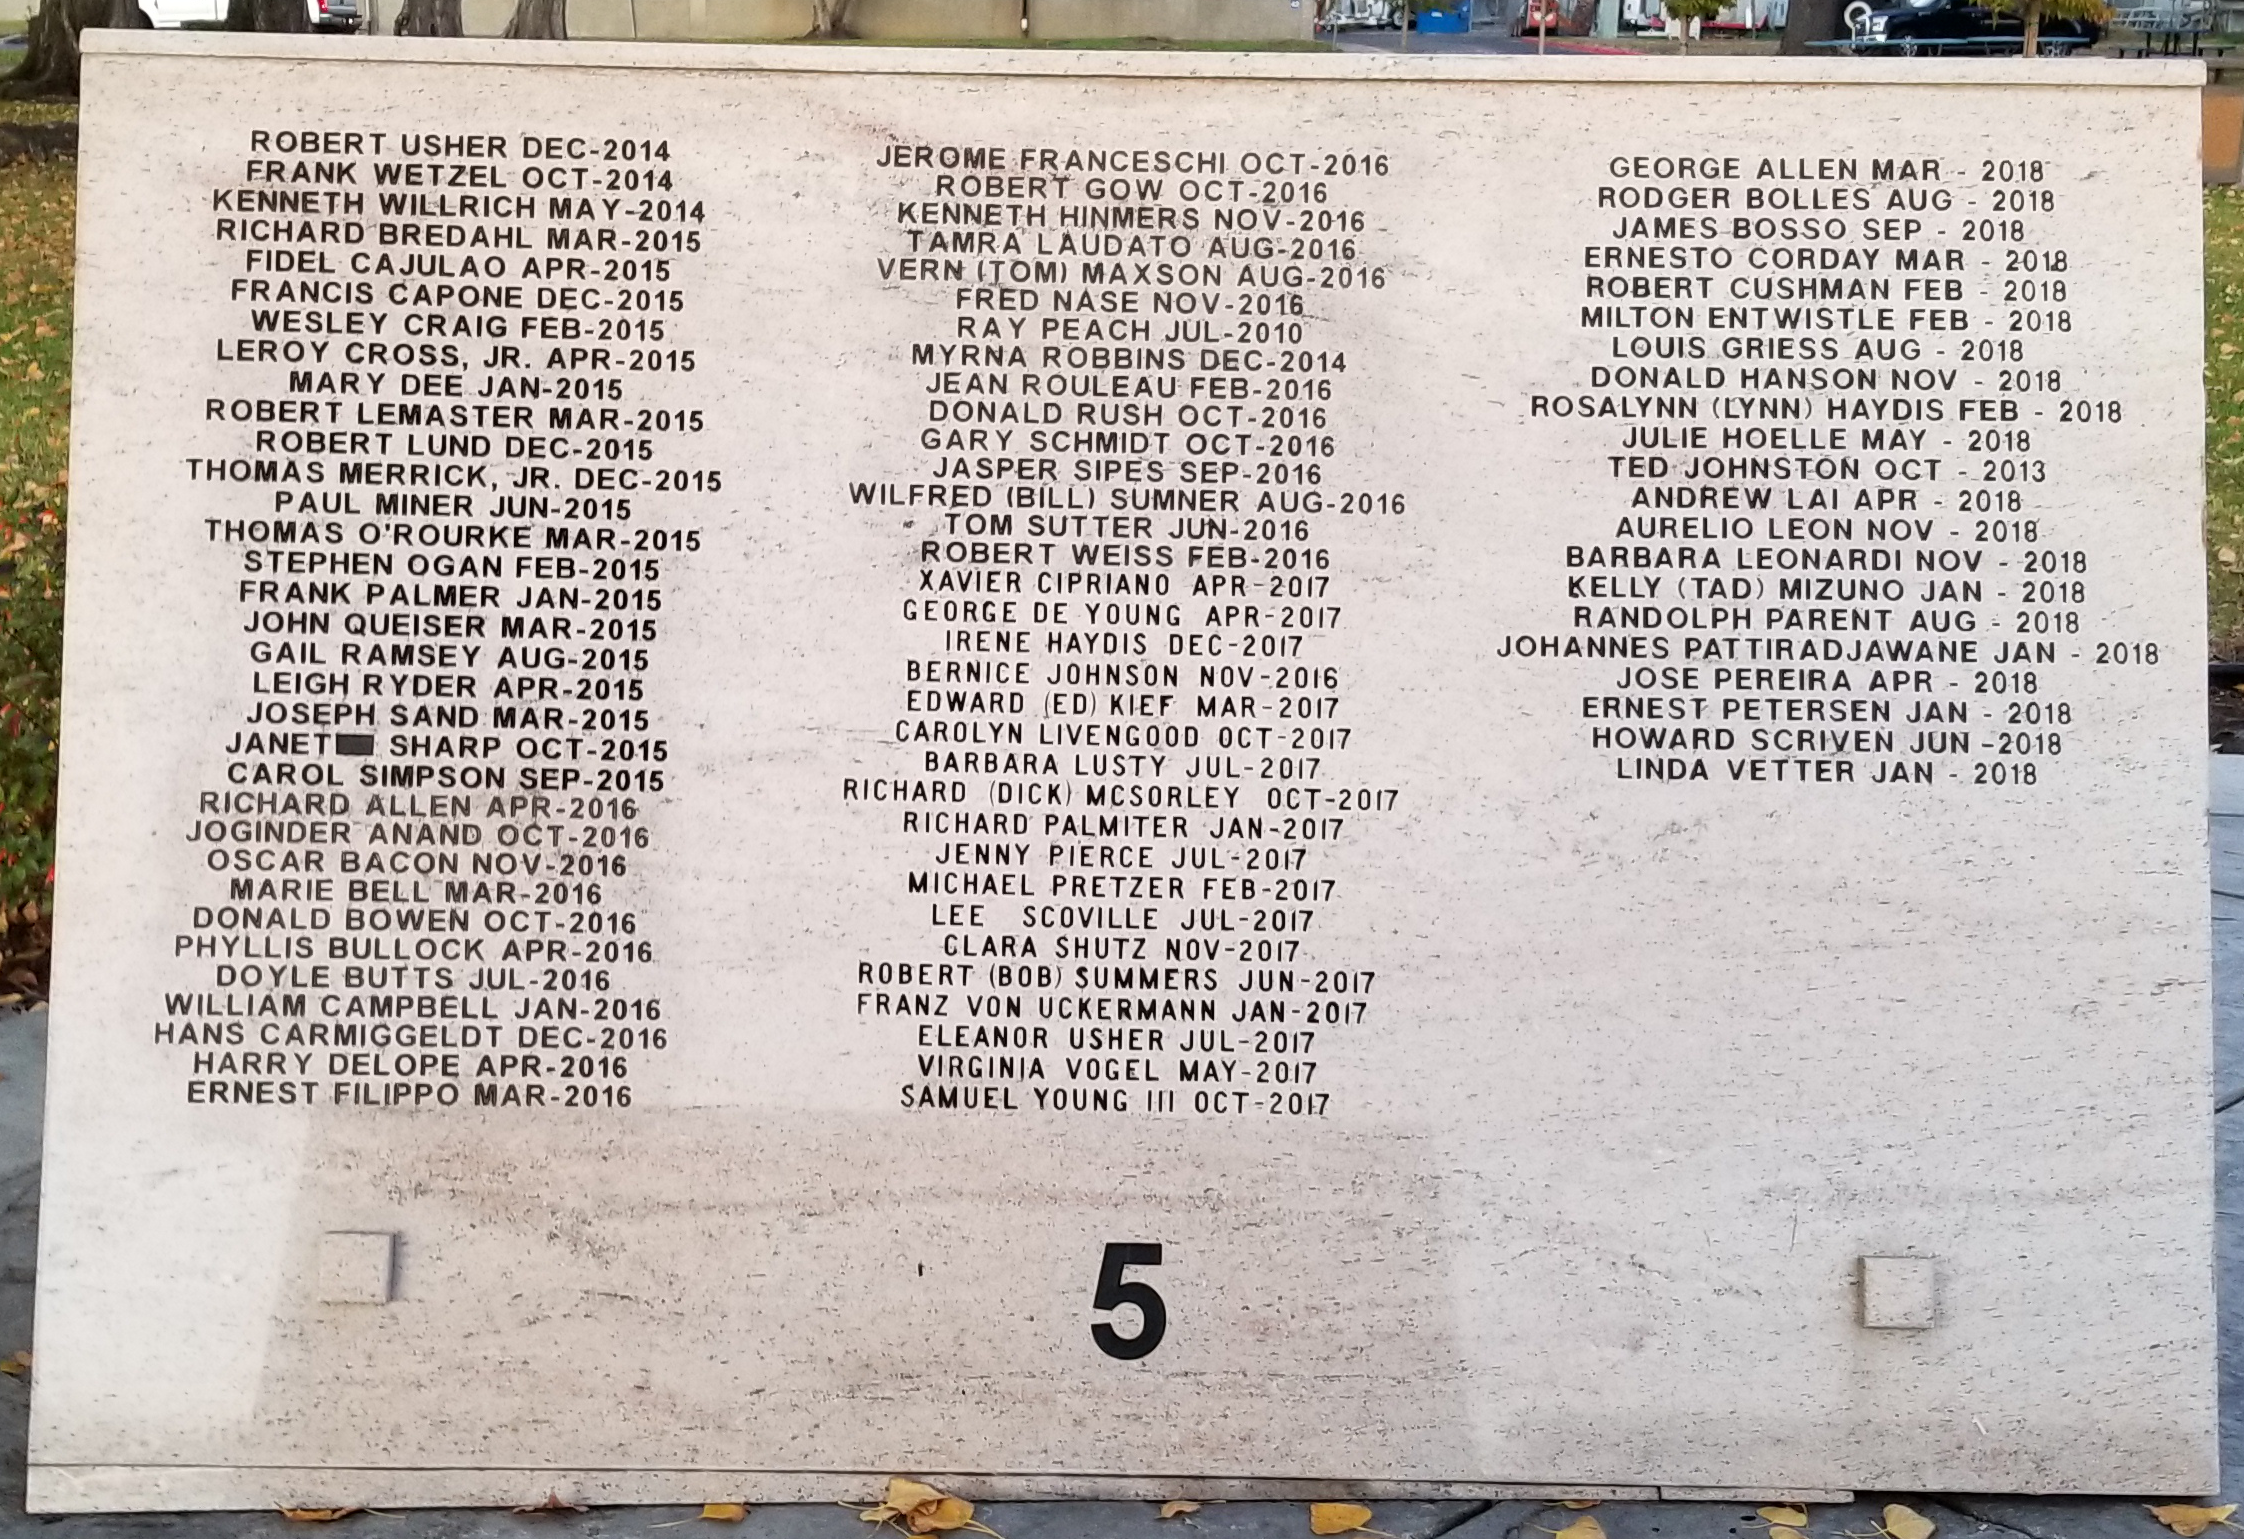 ROBERT USHER DEC-2014
FRANK WETZEL OCT-2014
KENNETH WILLRICH MAY-2014
RICHARD BREDAHL MAR-2015
FIDEL CAJULAO APR-2015
FRANCIS CAPONE DEC-2015
WESLEY CRAIG FEB-2015
LEROY CROSS, JR. APR-2015
MARY DEE JAN-2015
ROBERT LEMASTER MAR-2015
ROBERT LUND DEC-2015
THOMAS MERRICK, JR. DEC-2015
PAUL MINER JUN-2015
THOMAS O'ROURKE MAR-2015
STEPHEN OGAN FEB-2015
FRANK PALMER JAN-2015
JOHN QUEISER MAR-2015
GAIL RAMSEY AUG-2015
LEIGH RYDER APR-2015
JOSEPH SAND MAR-2015
JANET SHARP OCT-2015
CAROL SIMPSON SEP-2015
RICHARD ALLEN APR-2016
JOGINDER ANAND OCT-2016
OSCAR BACON NOV-2016
MARIE BELL MAR-2016
DONALD BOWEN OCT-2016
PHYLLIS BULLOCK APR-2016
DOYLE BUTTS JUL-2016
WILLIAM CAMPBELL JAN-2016
HANS CARMIGGELDT DEC-2016
HARRY DELOPE APR-2016
ERNEST FILIPPO MAR-2016
JEROME FRANCESCHI OCT-2016
ROBERT GOW OCT-2016
KENNETH HINMERS NOV-2016
TAMRA LAUDATO AUG-2016
VERN (TOM) MAXSON AUG-2016
FRED NASE NOV-2016
RAY PEACH JUL-2010
MYRNA ROBBINS DEC-2014
JEAN ROULEAU FEB-2016
DONALD RUSH OCT-2016
GARY SCHMIDT OCT-2016
JASPER SIPES SEP-2016
WILFRED (BILL) SUMNER AUG-2016
TOM SUTTER JUN-2016
ROBERT WEISS FEB-2016
XAVIER CIPRIANO APR-2017
GEORGE DE YOUNG APR-2017
IRENE HAYDIS DEC-2017
BERNICE JOHNSON NOV-2016
EDWARD (ED) KIEF MAR-2017
CAROLYN LIVENGOOD OCT-2017
BARBARA LUSTY JUL-2017
RICHARD (DICK) MCSORLEY OCT-2017
RICHARD PALMITER JAN-2017
JENNY PIERCE JUL-2017
MICHAEL PRETZER FEB-2017
LEE SCOVILLE JUL-2017
CLARA SHUTZ NOV-2017
ROBERT (BOB) SUMMERS JUN-2017
FRANZ VON UCKERMANN JAN-2017
ELEANOR USHER JUL-2017
VIRGINIA VOGEL MAY-2017
SAMUEL YOUNG III OCT-2017
GEORGE ALLEN MAR - 2018
RODGER BOLLES AUG - 2018
JAMES BOSSO SEP - 2018
ERNESTO CORDAY MAR - 2018
ROBERT CUSHMAN FEB - 2018
MILTON ENTWISTLE FEB - 2018
LOUIS GRIESS AUG - 2018
DONALD HANSON NOV - 2018
ROSALYNN (LYNN) HAYDIS FEB - 2018
JULIE HOELLE MAY - 2018
TED JOHNSTON OCT - 2013
ANDREW LAI APR - 2018
AURELIO LEON NOV - 2018
BARBARA LEONARDI NOV - 2018
KELLY (TAD) MIZUNO JAN - 2018
RANDOLPH PARENT AUG - 2018
JOHANNES PATTIRADJAWANE JAN - 2018
JOSE PEREIRA APR - 2018
ERNEST PETERSEN JAN - 2018
HOWARD SCRIVEN JUN -2018
LINDA VETTER JAN - 2018
5